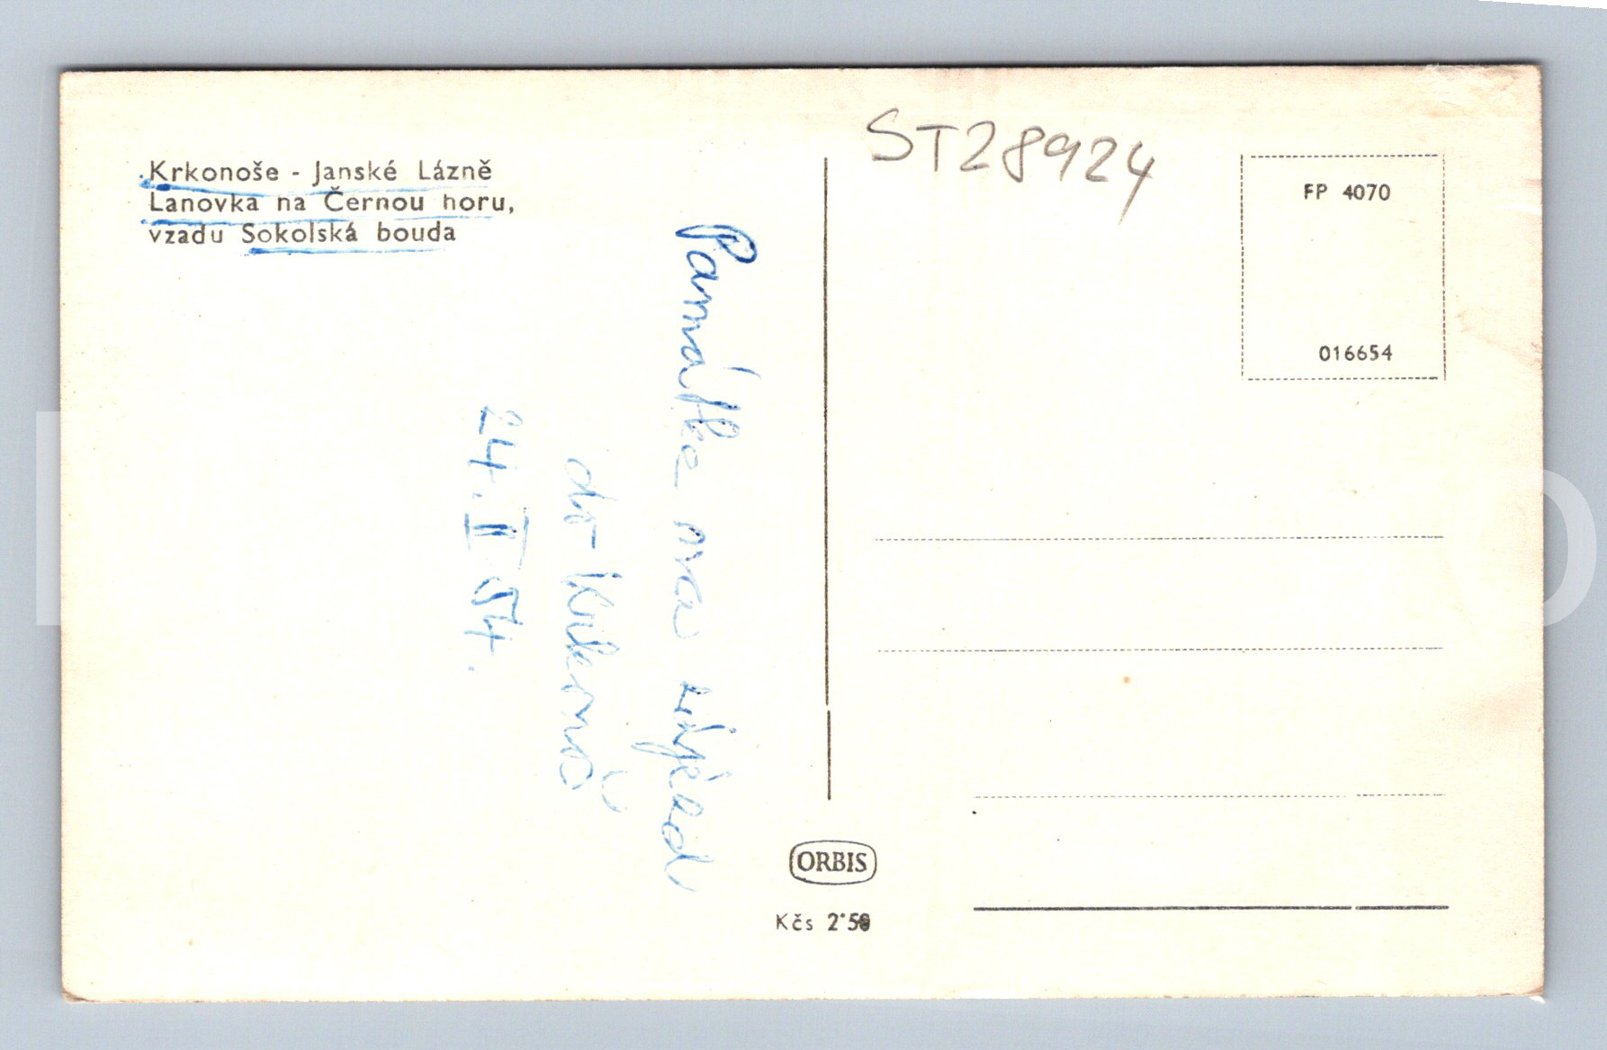 Krkonoše - Janské Lázně
Lanovka na Černou horu,
vzadu Sokolská bouda
ST28924
FP 4070
016654
Památka na
do Krkonoš
24. II 54.
ORBIS
Kčs 2·50